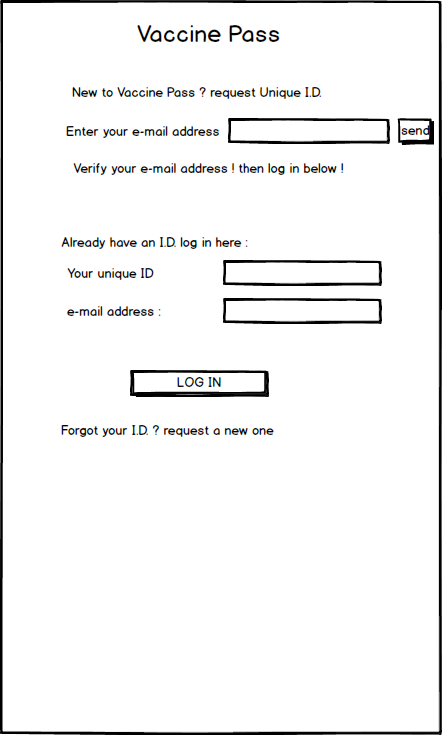 Vaccine Pass
New to Vaccine Pass ? request Unique I.D.
Enter your e-mail address
send
Verify your e-mail address ! then log in below !
Already have an I.D. log in here :
Your unique ID
e-mail address :
LOG IN
Forgot your I.D. ? request a new one